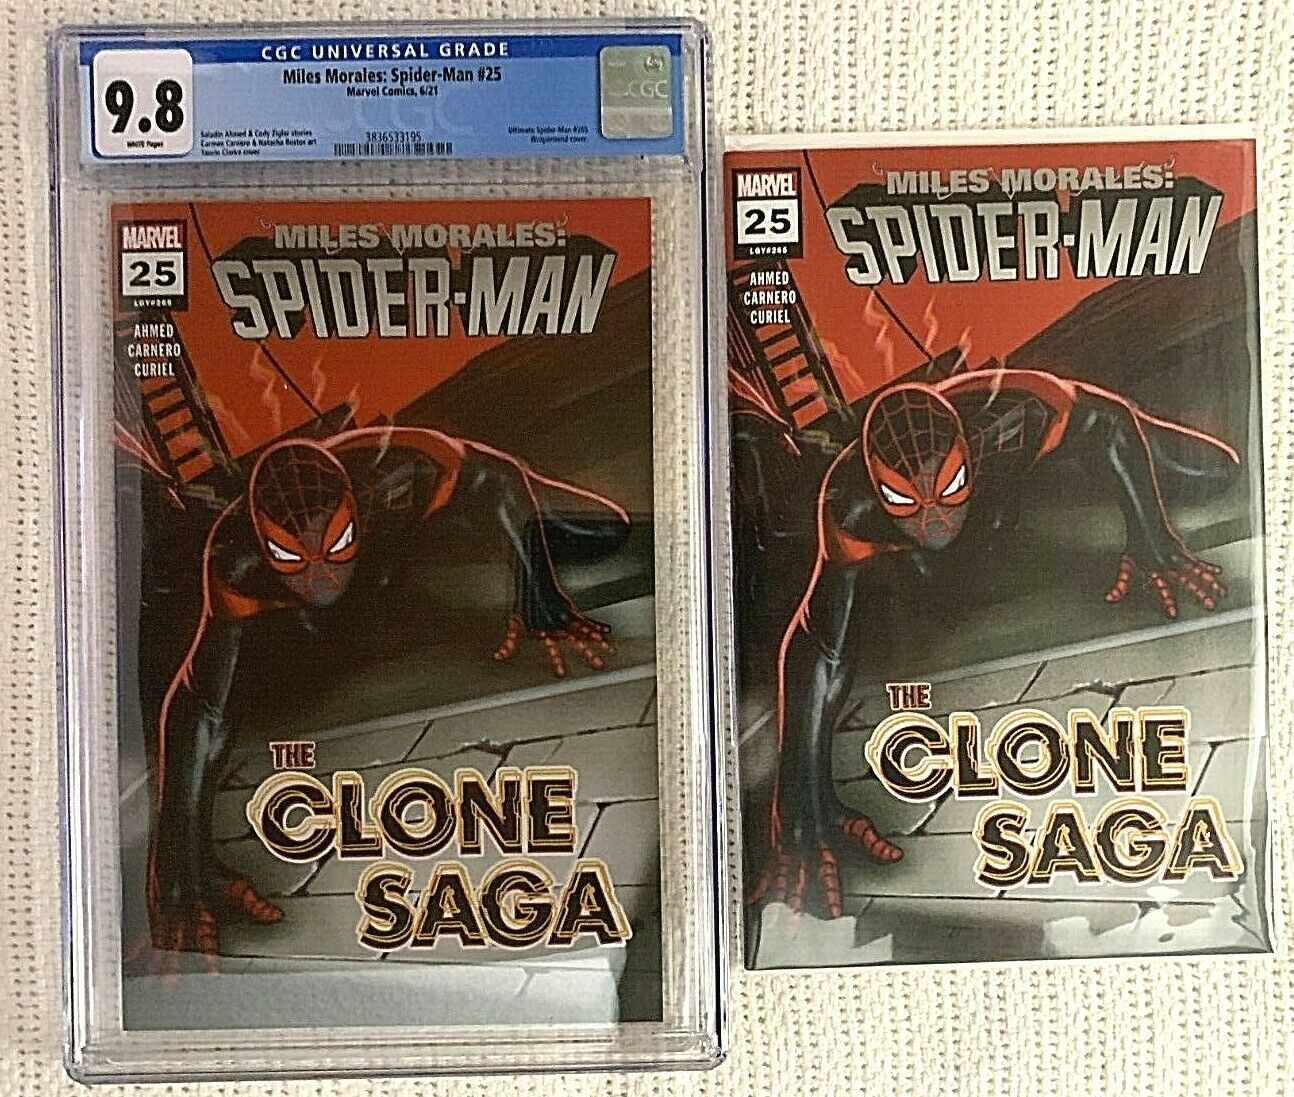 CGC UNIVERSAL GRADE
9.8
WHITE Pages
Miles Morales: Spider-Man #25
Marvel Comics, 6/21
Saladin Ahmed & Cody Ziglar stories
Carmen Carnero & Natacha Bustos art
Taurin Clarke cover
3836533195
Ultimate Spider-Man #265
Wraparound cover
CGC
MARVEL
25
LGY#265
AHMED
CARNERO
CURIEL
MILES MORALES:
SPIDER-MAN
THE
CLONE
SAGA
MARVEL
25
LGY#265
AHMED
CARNERO
CURIEL
MILES MORALES:
SPIDER-MAN
THE
CLONE
SAGA